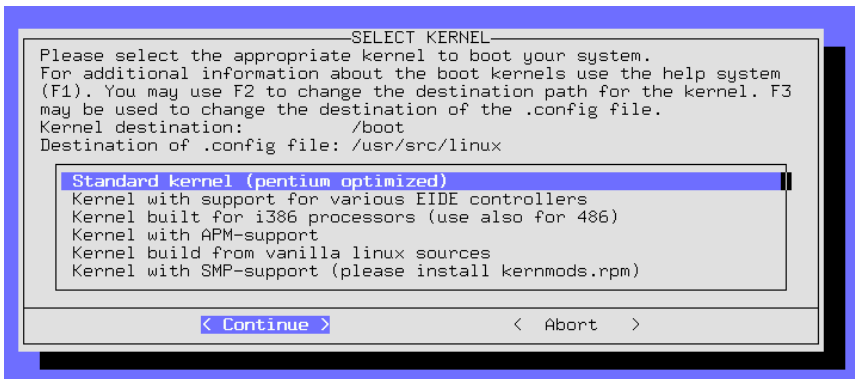 SELECT KERNEL
Please select the appropriate kernel to boot your system.
For additional information about the boot kernels use the help system
(F1). You may use F2 to change the destination path for the kernel. F3
may be used to change the destination of the .config file.
Kernel destination: /boot
Destination of .config file: /usr/src/linux
Standard kernel (pentium optimized)
Kernel with support for various EIDE controllers
Kernel built for i386 processors (use also for 486)
Kernel with APM-support
Kernel build from vanilla linux sources
Kernel with SMP-support (please install kernmods.rpm)
< Continue > < Abort >